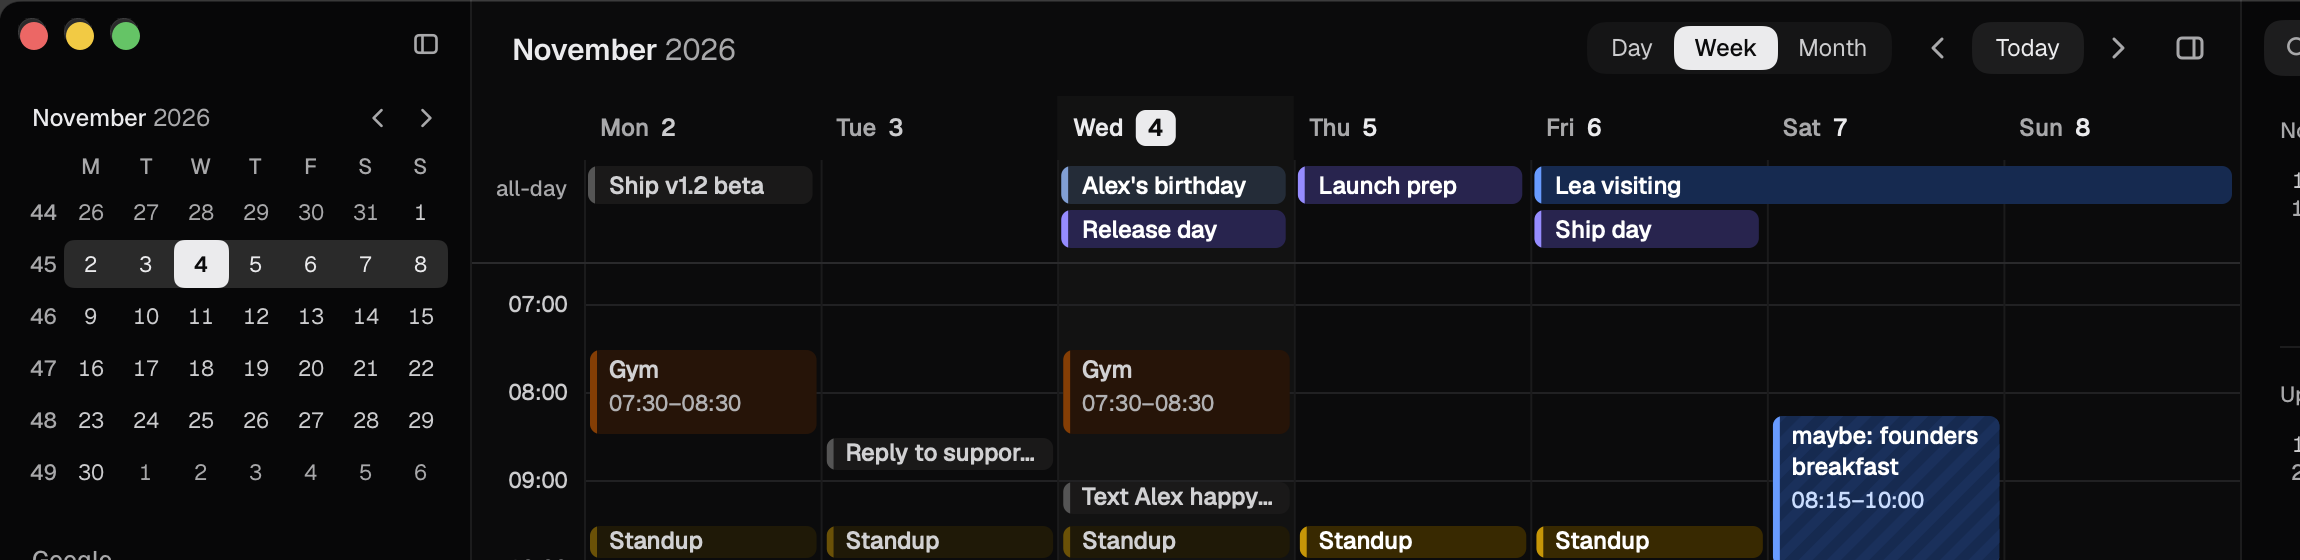 November 2026
M T W T F S S
44 26 27 28 29 30 31 1
45 2 3 4 5 6 7 8
46 9 10 11 12 13 14 15
47 16 17 18 19 20 21 22
48 23 24 25 26 27 28 29
49 30 1 2 3 4 5 6
November 2026
Day Week Month Today
Mon 2 Tue 3 Wed 4 Thu 5 Fri 6 Sat 7 Sun 8
all-day Ship v1.2 beta Alex's birthday Launch prep Lea visiting
Release day Ship day
07:00
Gym Gym
08:00 07:30–08:30 07:30–08:30
maybe: founders
Reply to suppor...
breakfast
09:00
Text Alex happy... 08:15–10:00
Standup Standup Standup Standup Standup